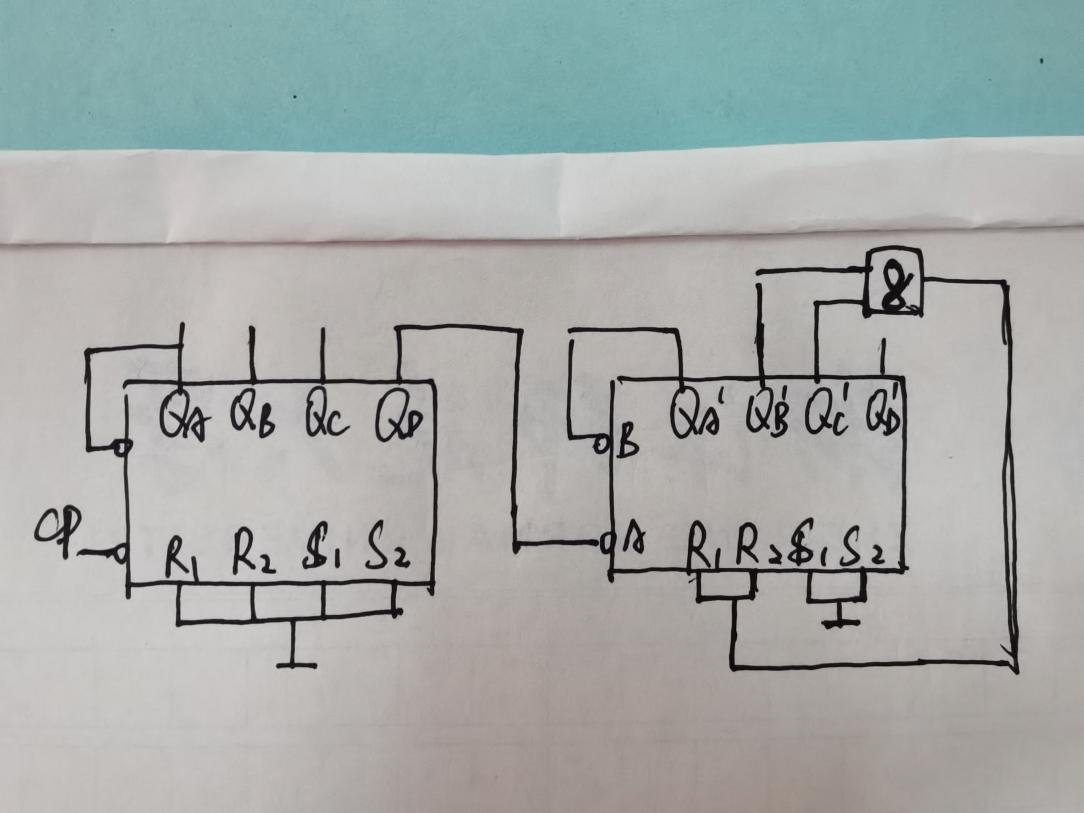 &
QA QB QC QD QA' QB' QC' QD'
B
CP A
R1 R2 S1 S2 R1 R2 S1 S2